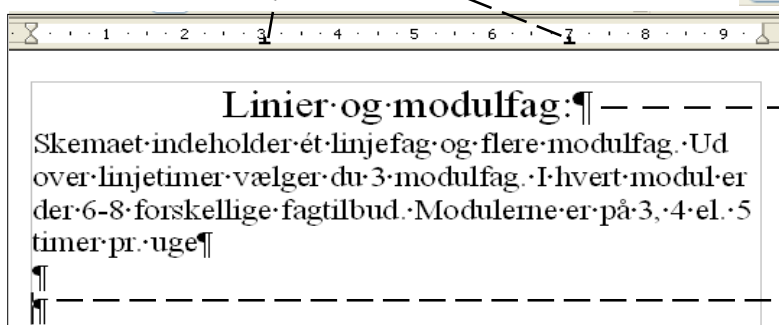 1 2 3 4 5 6 7 8 9
Linier·og·modulfag:¶
Skemaet·indeholder·ét·linjefag·og·flere·modulfag.·Ud
over·linjetimer·vælger·du·3·modulfag.·I·hvert·modul·er
der·6-8·forskellige·fagtilbud.·Modulerne·er·på·3,·4·el.·5
timer·pr.·uge¶
¶
¶